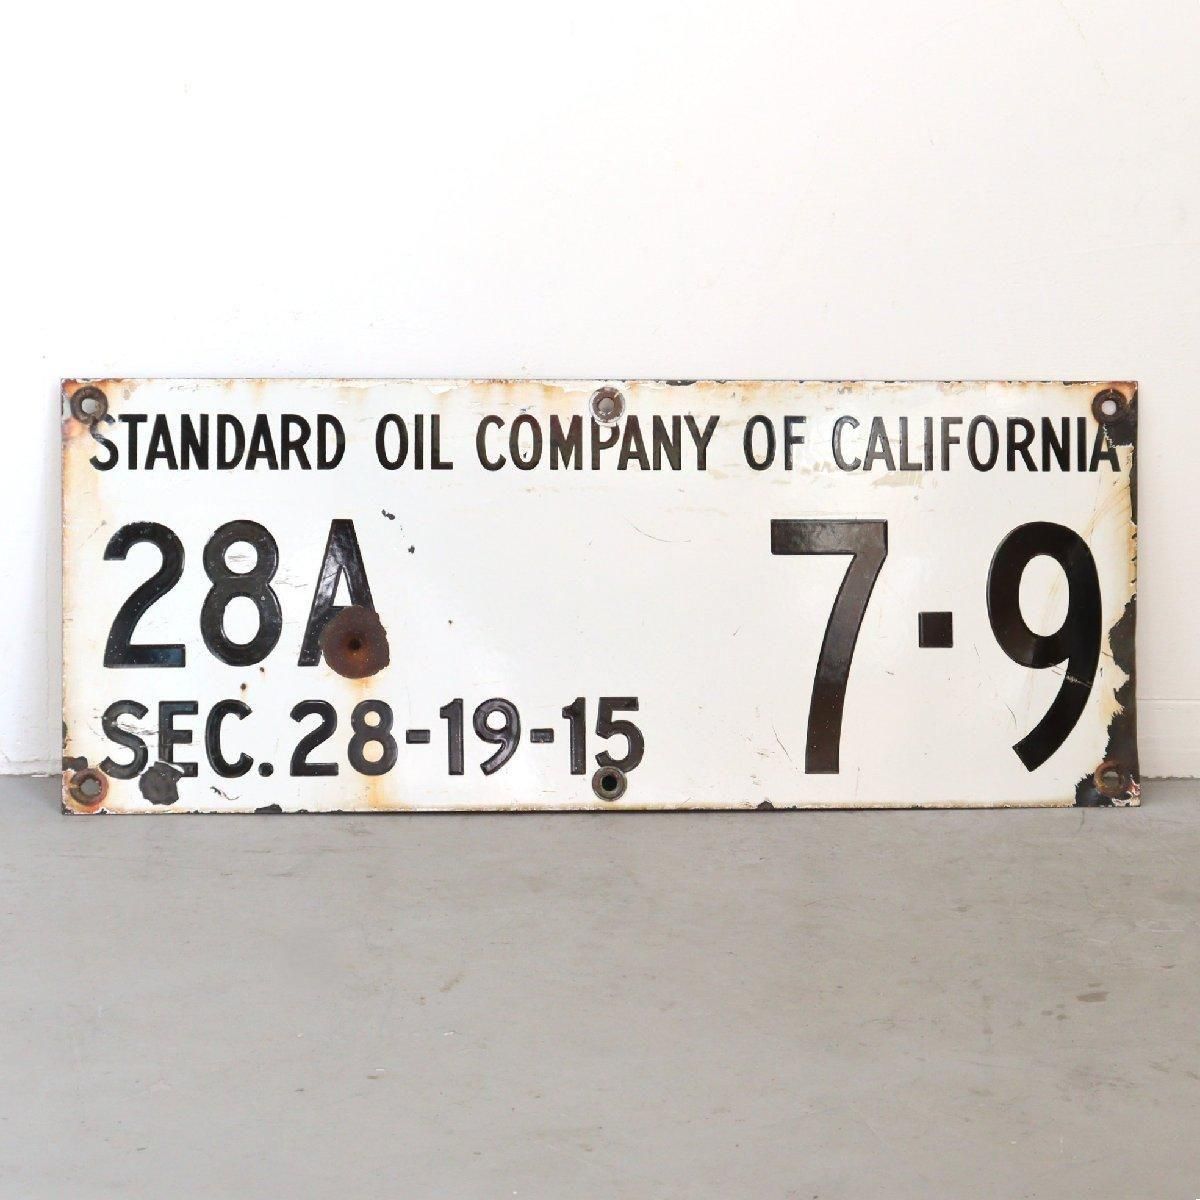 STANDARD OIL COMPANY OF CALIFORNIA
28A 7-9
SEC. 28-19-15